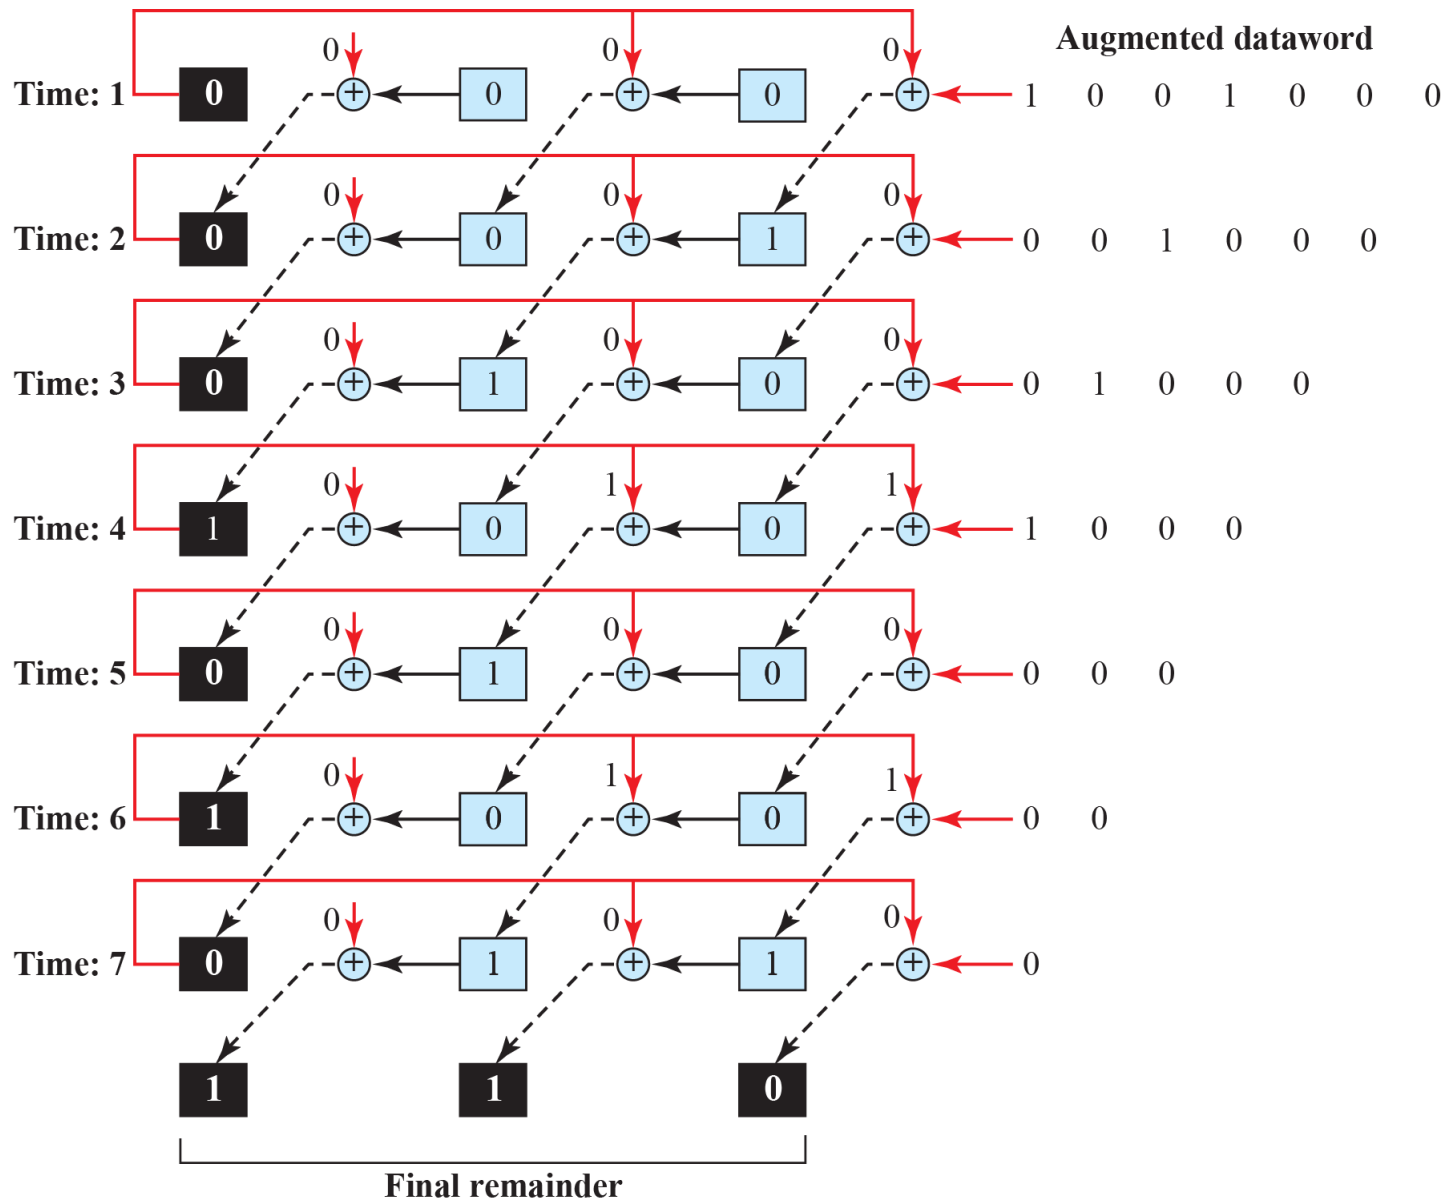 Augmented dataword
0 0 0
Time: 1 0 + 0 + 0 + 1 0 0 1 0 0 0
0 0 0
Time: 2 0 + 0 + 1 + 0 0 1 0 0 0
0 0 0
Time: 3 0 + 1 + 0 + 0 1 0 0 0
0 1 1
Time: 4 1 + 0 + 0 + 1 0 0 0
0 0 0
Time: 5 0 + 1 + 0 + 0 0 0
0 1 1
Time: 6 1 + 0 + 0 + 0 0
0 0 0
Time: 7 0 + 1 + 1 + 0
1 1 0
Final remainder